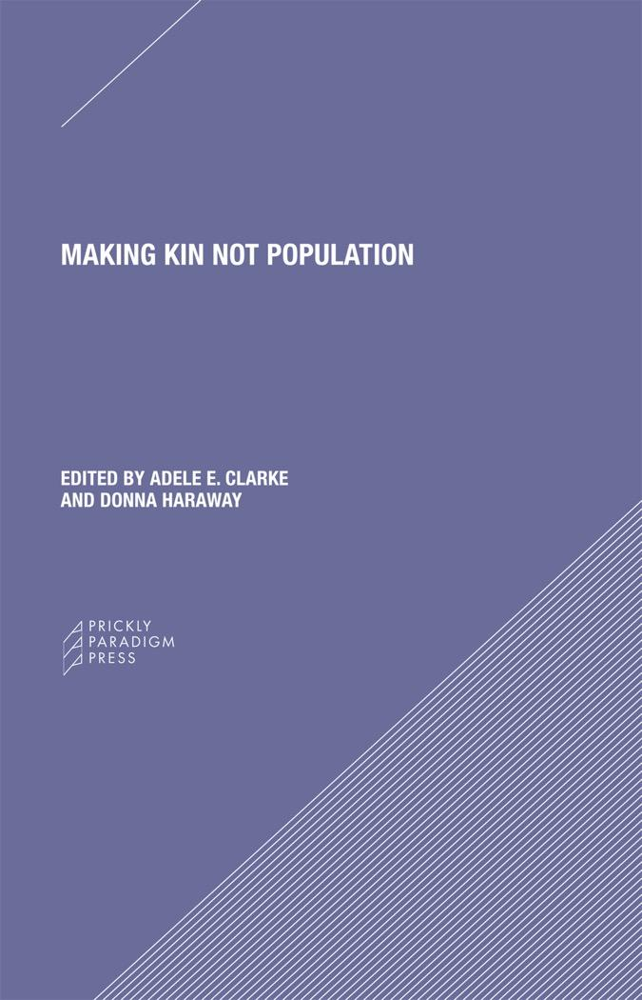 MAKING KIN NOT POPULATION
EDITED BY ADELE E. CLARKE
AND DONNA HARAWAY
PRICKLY
PARADIGM
PRESS